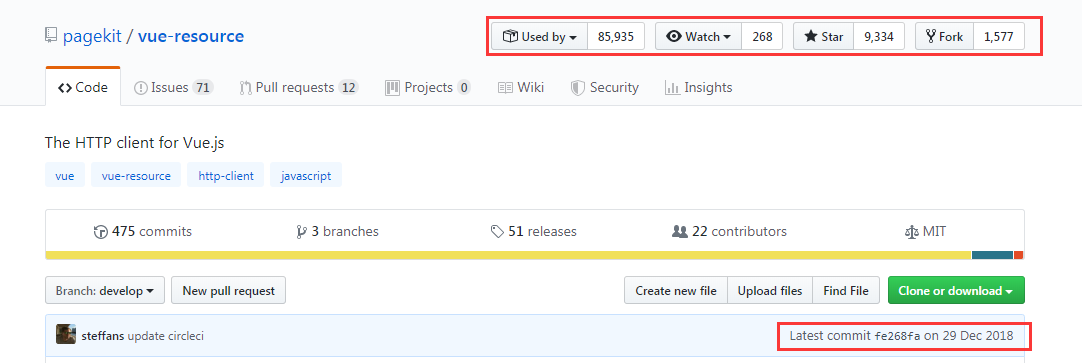 pagekit / vue-resource Used by 85,935 Watch 268 Star 9,334 Fork 1,577
Code Issues 71 Pull requests 12 Projects 0 Wiki Security Insights
The HTTP client for Vue.js
vue vue-resource http-client javascript
475 commits 3 branches 51 releases 22 contributors MIT
Branch: develop New pull request Create new file Upload files Find File Clone or download
steffans update circleci Latest commit fe268fa on 29 Dec 2018